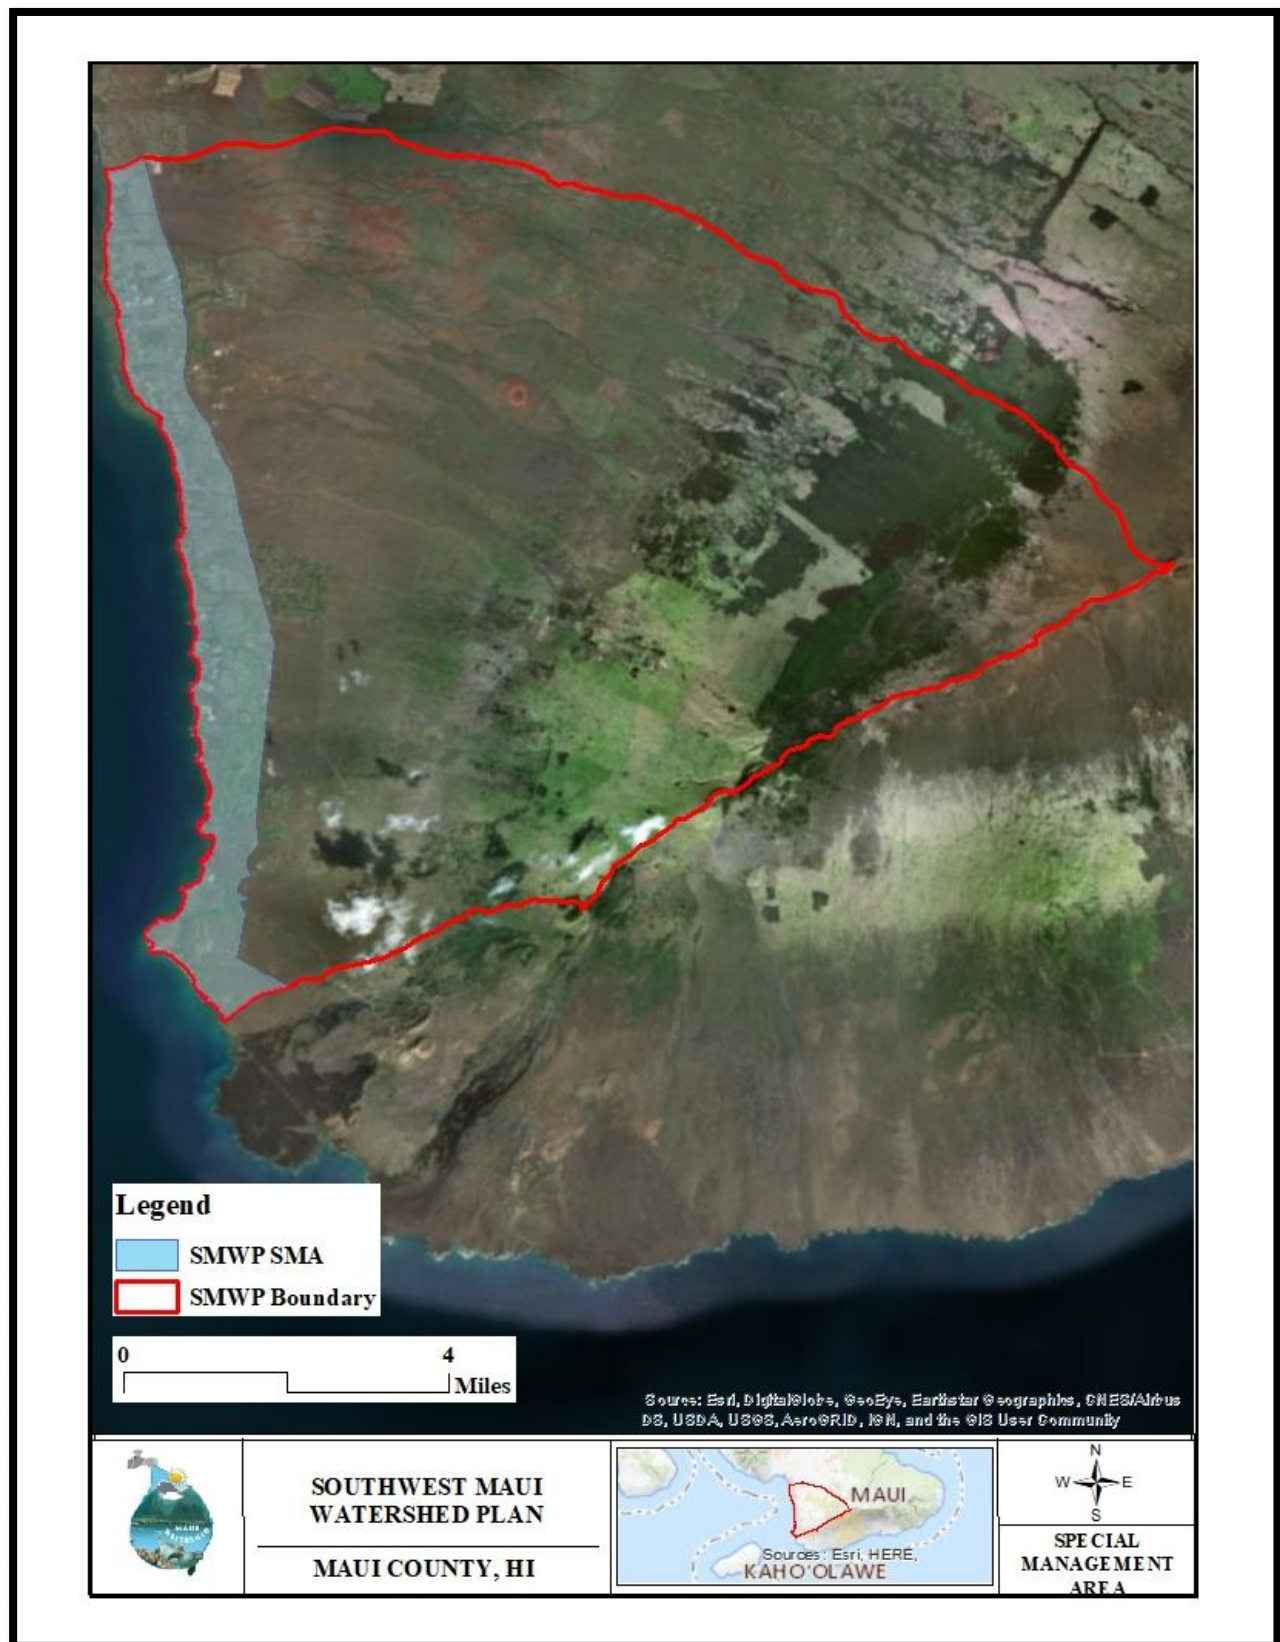 Legend
SMWP SMA
SMWP Boundary
0 4
Miles
Source: Esri, DigitalGlobe, GeoEye, Earthstar Geographics, CNES/Airbus
DS, USDA, USGS, AeroGRID, IGN, and the GIS User Community
MAUI
WATERSHED
SOUTHWEST MAUI
WATERSHED PLAN
MAUI COUNTY, HI
MAUI
Sources: Esri, HERE,
KAHO'OLAWE
N
W E
S
SPECIAL
MANAGEMENT
AREA